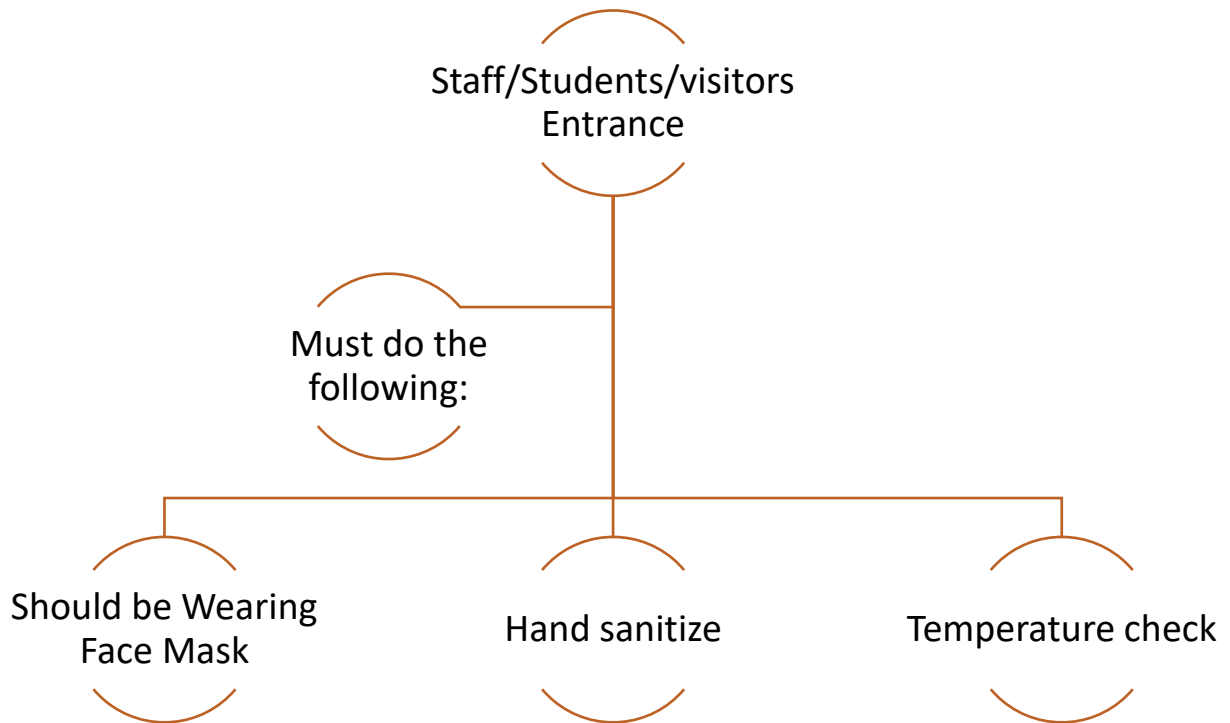 Staff/Students/visitors
Entrance
Must do the
following:
Should be Wearing
Face Mask
Hand sanitize
Temperature check